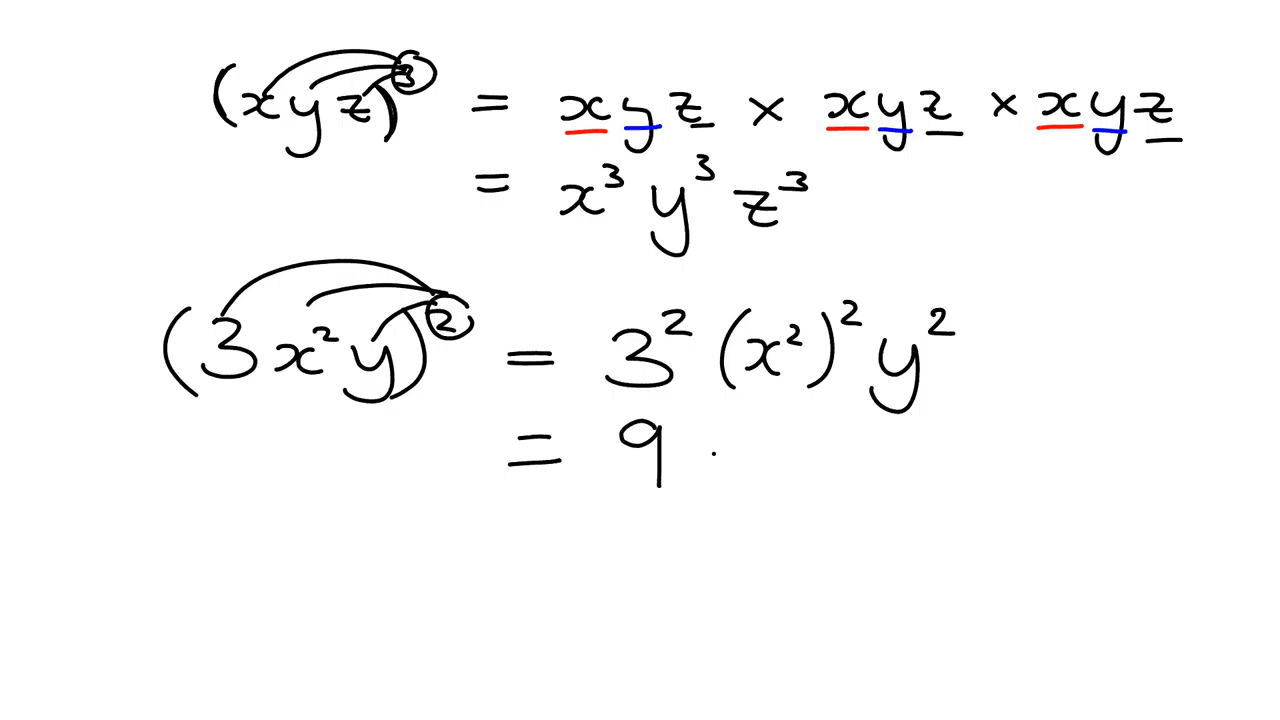 (xyz)³ = xyz × xyz × xyz
= x³y³z³
(3x²y)² = 3²(x²)²y²
= 9